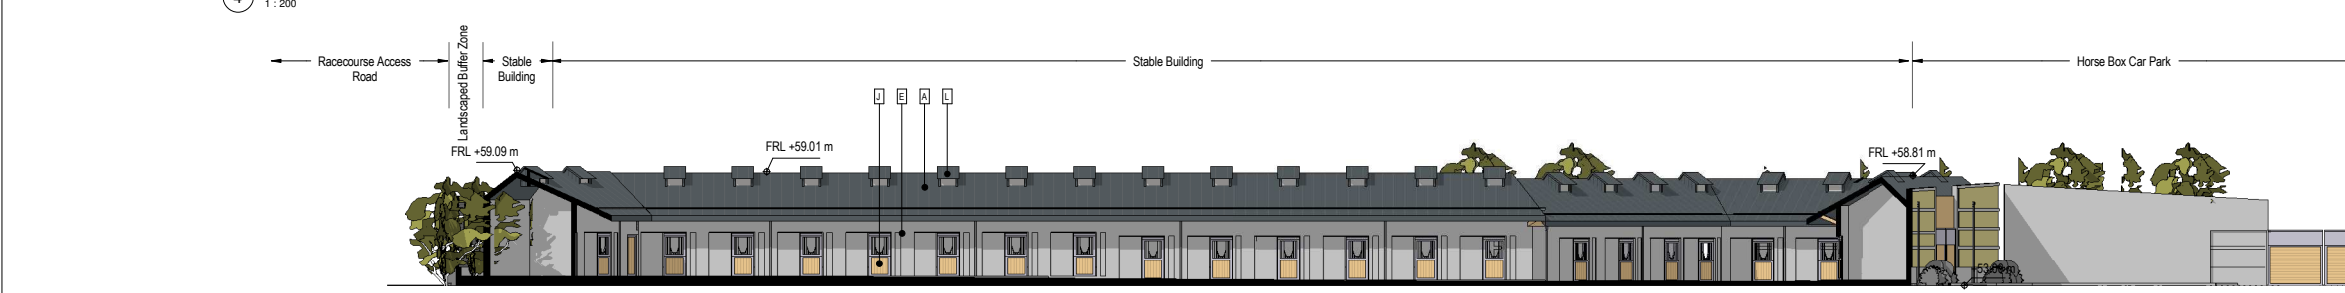 1 : 200
Racecourse Access
Road
Landscaped Buffer Zone
Stable
Building
Stable Building
Horse Box Car Park
J
E
A
L
FRL +59.09 m
FRL +59.01 m
FRL +58.81 m